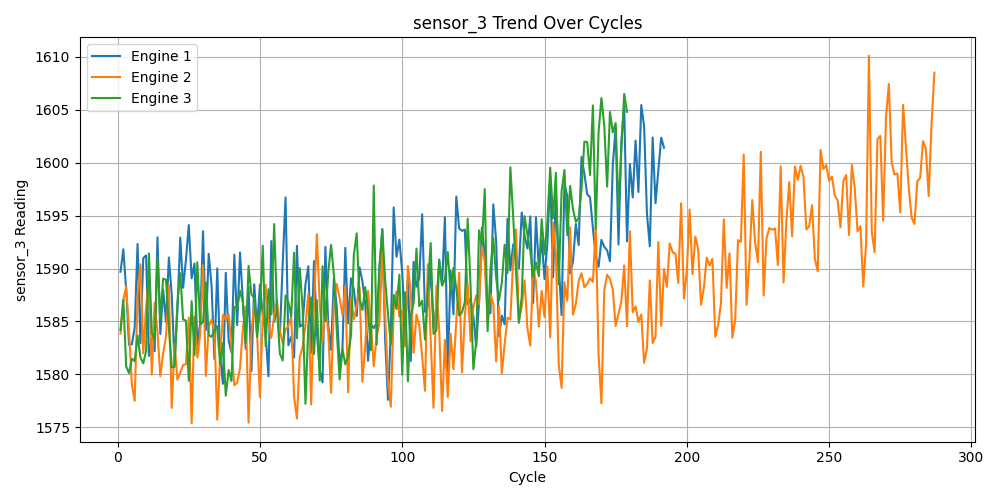 sensor_3 Trend Over Cycles
Engine 1
Engine 2
Engine 3
sensor_3 Reading
1610
1605
1600
1595
1590
1585
1580
1575
0 50 100 150 200 250 300
Cycle